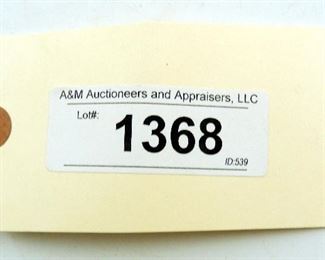 A&M Auctioneers and Appraisers, LLC
Lot#:
1368
ID:539